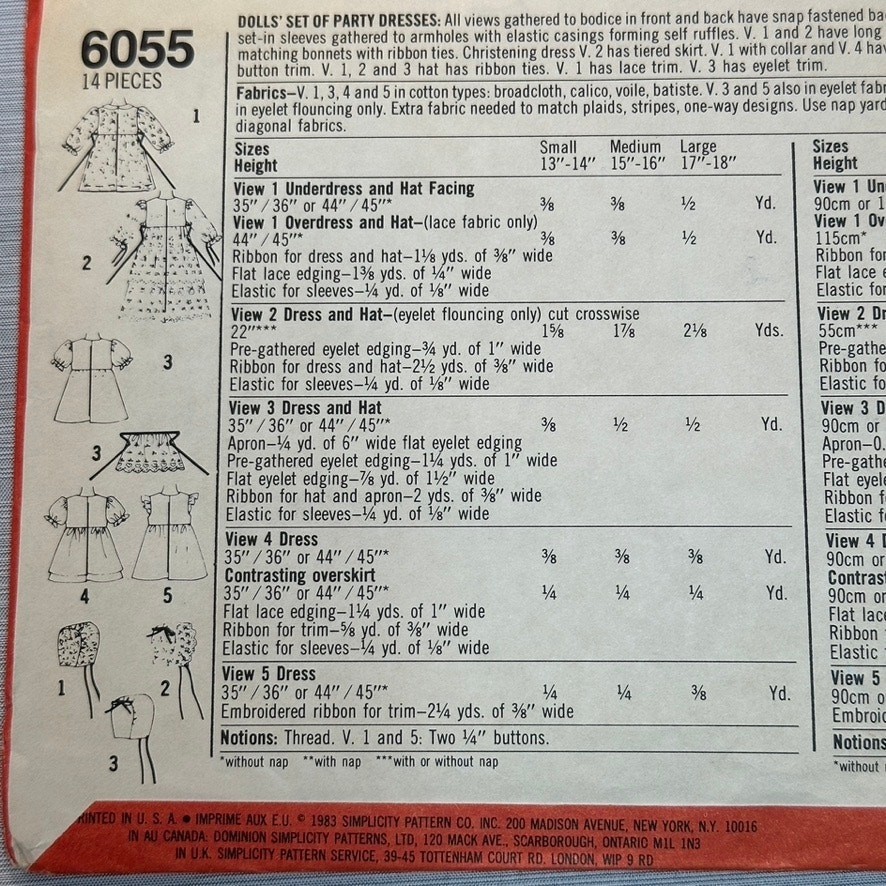 6055
14 PIECES
1
2
3
3
4
5
1
2
3
DOLLS' SET OF PARTY DRESSES: All views gathered to bodice in front and back have snap fastened ba
set-in sleeves gathered to armholes with elastic casings forming self ruffles. V. 1 and 2 have long
matching bonnets with ribbon ties. Christening dress V. 2 has tiered skirt. V. 1 with collar and V. 4 hav
button trim. V. 1, 2 and 3 hat has ribbon ties. V. 1 has lace trim. V. 3 has eyelet trim.
Fabrics–V. 1, 3, 4 and 5 in cotton types: broadcloth, calico, voile, batiste. V. 3 and 5 also in eyelet fabr
in eyelet flouncing only. Extra fabric needed to match plaids, stripes, one-way designs. Use nap yard
diagonal fabrics.
Sizes Small Medium Large
Height 13"-14" 15"-16" 17"-18"
View 1 Underdress and Hat Facing
35"/36" or 44"/45"* ⅜ ⅜ ½ Yd.
View 1 Overdress and Hat–(lace fabric only)
44"/45"* ⅜ ⅜ ½ Yd.
Ribbon for dress and hat–1⅛ yds. of ⅜" wide
Flat lace edging–1⅜ yds. of ¼" wide
Elastic for sleeves–¼ yd. of ⅛" wide
View 2 Dress and Hat–(eyelet flouncing only) cut crosswise
22"*** 1⅝ 1⅞ 2⅛ Yds.
Pre-gathered eyelet edging–¾ yd. of 1" wide
Ribbon for dress and hat–2½ yds. of ⅜" wide
Elastic for sleeves–¼ yd. of ⅛" wide
View 3 Dress and Hat
35"/36" or 44"/45"* ⅜ ½ ½ Yd.
Apron–¼ yd. of 6" wide flat eyelet edging
Pre-gathered eyelet edging–1¼ yds. of 1" wide
Flat eyelet edging–⅞ yd. of 1½" wide
Ribbon for hat and apron–2 yds. of ⅜" wide
Elastic for sleeves–¼ yd. of ⅛" wide
View 4 Dress
35"/36" or 44"/45"* ⅜ ⅜ ⅜ Yd.
Contrasting overskirt
35"/36" or 44"/45"* ¼ ¼ ¼ Yd.
Flat lace edging–1¼ yds. of 1" wide
Ribbon for trim–⅝ yd. of ⅜" wide
Elastic for sleeves–¼ yd. of ⅛" wide
View 5 Dress
35"/36" or 44"/45"* ¼ ¼ ⅜ Yd.
Embroidered ribbon for trim–2¼ yds. of ⅜" wide
Notions: Thread. V. 1 and 5: Two ¼" buttons.
*without nap **with nap ***with or without nap
Sizes
Height
View 1 Un
90cm or 1
View 1 Ov
115cm*
Ribbon for
Flat lace e
Elastic for
View 2 Dr
55cm***
Pre-gathe
Ribbon fo
Elastic fo
View 3 D
90cm or
Apron–0.
Pre-gathe
Flat eyele
Ribbon f
Elastic f
View 4 D
90cm or
Contrast
90cm or
Flat lac
Ribbon
Elastic
View 5
90cm o
Embroid
Notions
*without
RINTED IN U. S. A. ● IMPRIME AUX E.U. © 1983 SIMPLICITY PATTERN CO. INC. 200 MADISON AVENUE, NEW YORK, N.Y. 10016
IN AU CANADA: DOMINION SIMPLICITY PATTERNS, LTD, 120 MACK AVE., SCARBOROUGH, ONTARIO M1L 1N3
IN U.K. SIMPLICITY PATTERN SERVICE, 39-45 TOTTENHAM COURT RD. LONDON, WIP 9 RD